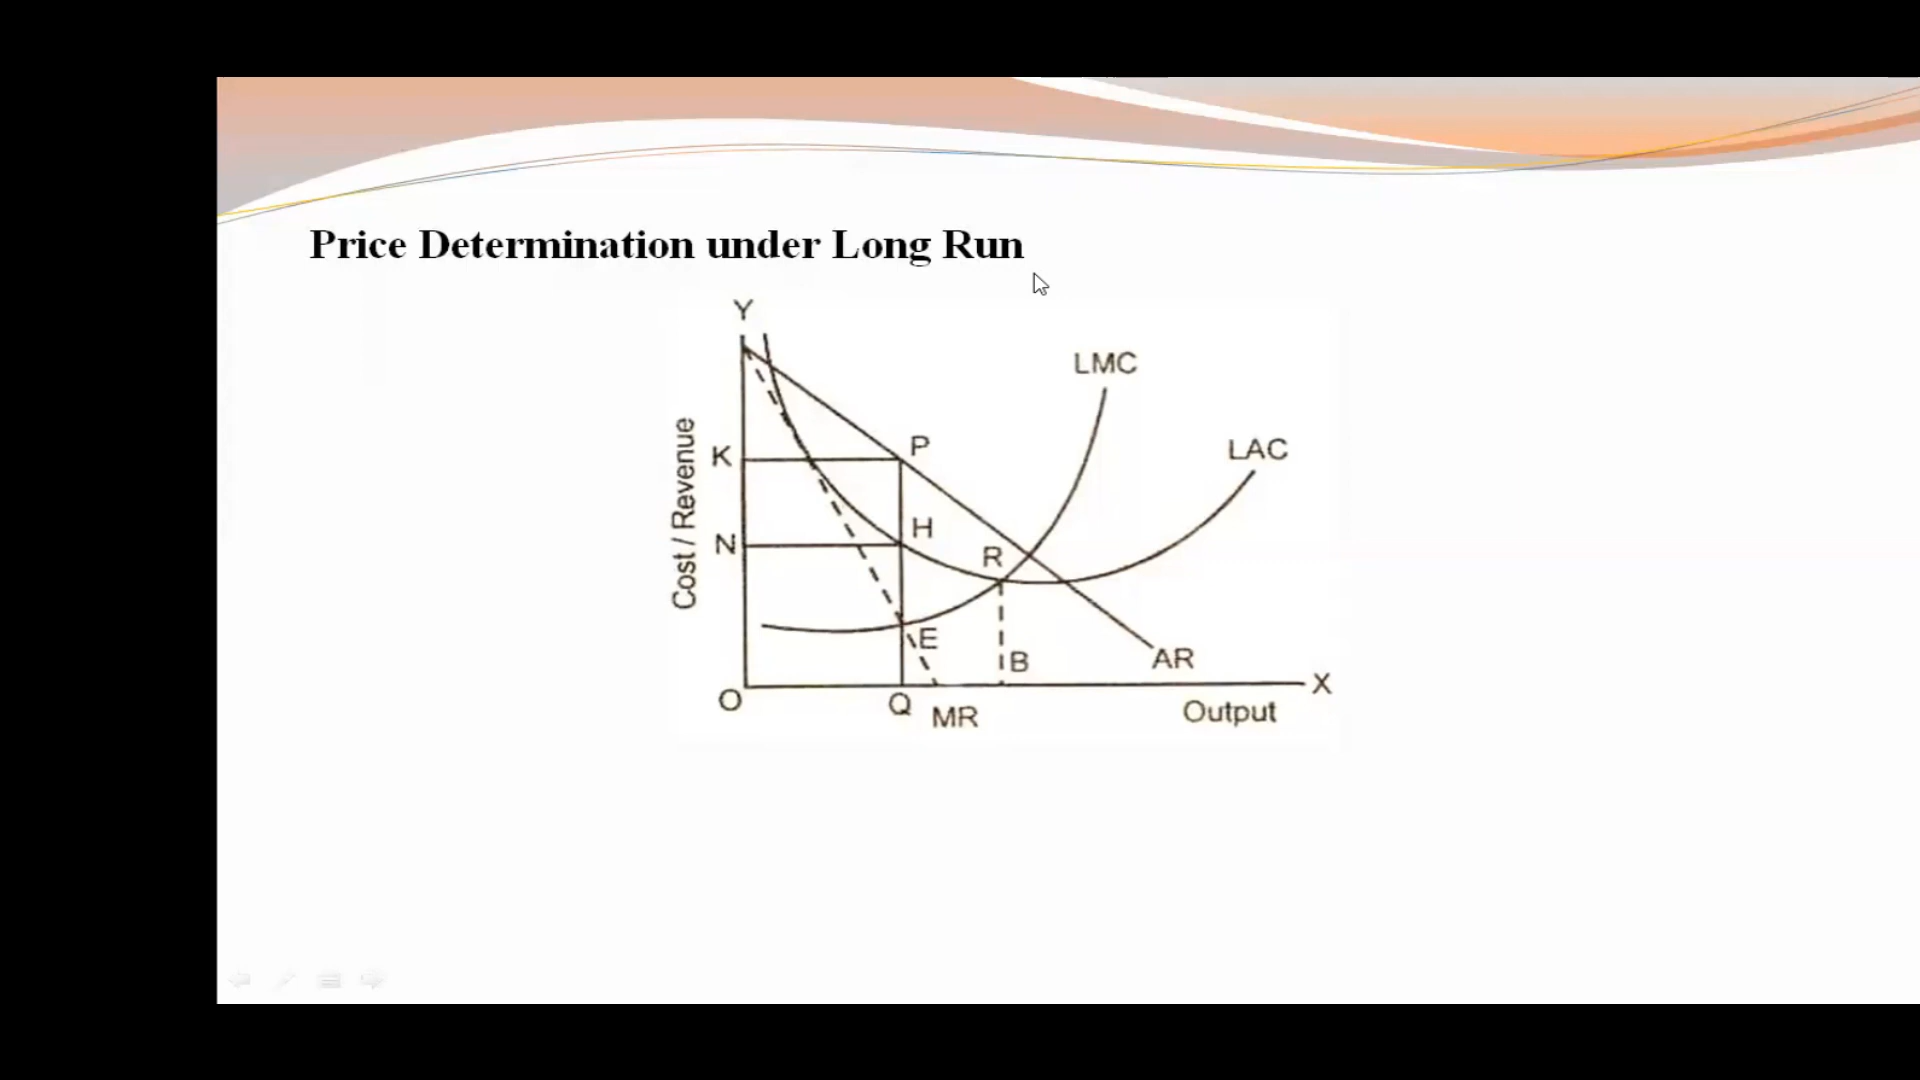 Price Determination under Long Run
Y
LMC
Cost / Revenue
K
P
LAC
N
H
R
E
B
AR
O
Q
MR
Output
X